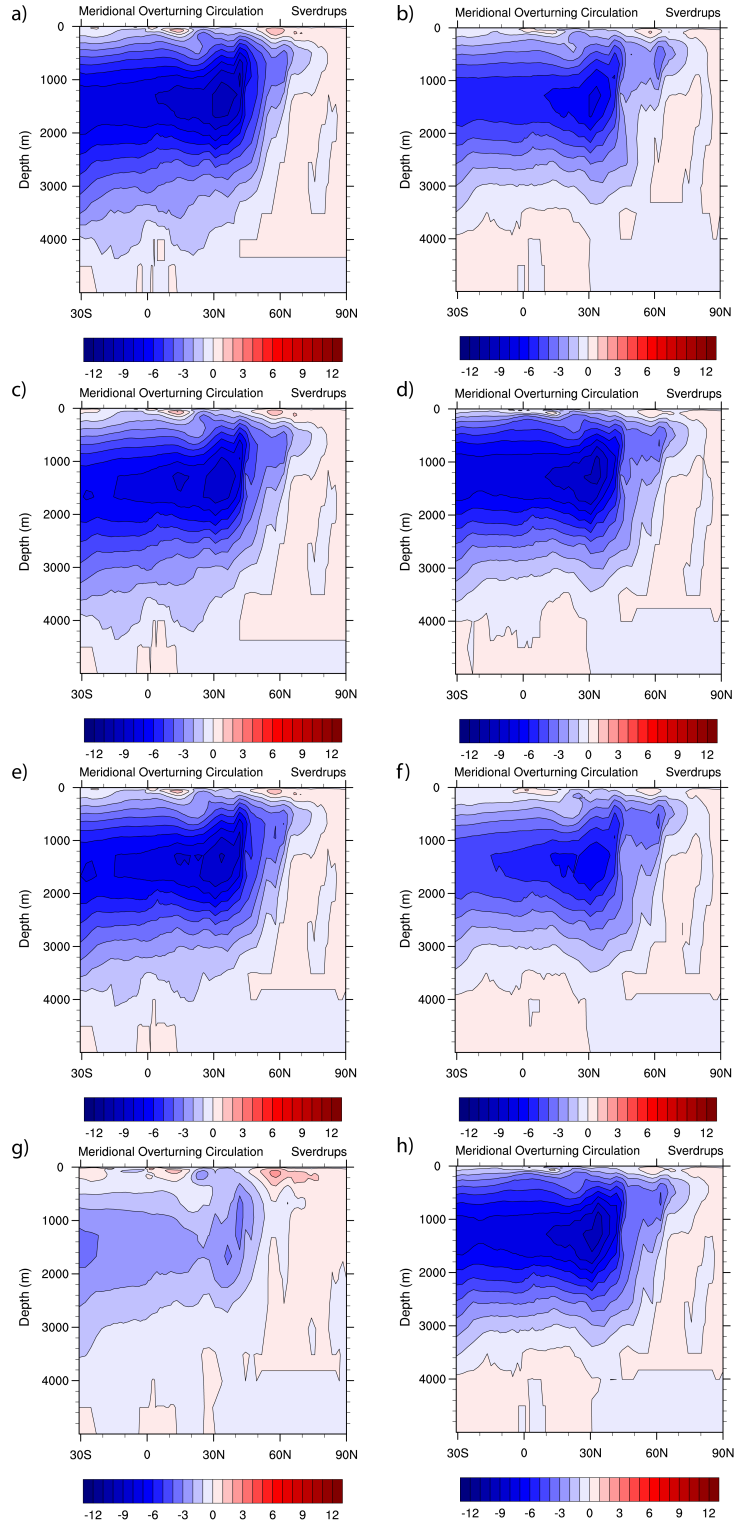 a) Meridional Overturning Circulation Sverdrups
0
1000
2000
3000
4000
Depth (m)
30S 0 30N 60N 90N
-12 -9 -6 -3 0 3 6 9 12
b) Meridional Overturning Circulation Sverdrups
0
1000
2000
3000
4000
Depth (m)
30S 0 30N 60N 90N
-12 -9 -6 -3 0 3 6 9 12
c) Meridional Overturning Circulation Sverdrups
0
1000
2000
3000
4000
Depth (m)
30S 0 30N 60N 90N
-12 -9 -6 -3 0 3 6 9 12
d) Meridional Overturning Circulation Sverdrups
0
1000
2000
3000
4000
Depth (m)
30S 0 30N 60N 90N
-12 -9 -6 -3 0 3 6 9 12
e) Meridional Overturning Circulation Sverdrups
0
1000
2000
3000
4000
Depth (m)
30S 0 30N 60N 90N
-12 -9 -6 -3 0 3 6 9 12
f) Meridional Overturning Circulation Sverdrups
0
1000
2000
3000
4000
Depth (m)
30S 0 30N 60N 90N
-12 -9 -6 -3 0 3 6 9 12
g) Meridional Overturning Circulation Sverdrups
0
1000
2000
3000
4000
Depth (m)
30S 0 30N 60N 90N
-12 -9 -6 -3 0 3 6 9 12
h) Meridional Overturning Circulation Sverdrups
0
1000
2000
3000
4000
Depth (m)
30S 0 30N 60N 90N
-12 -9 -6 -3 0 3 6 9 12